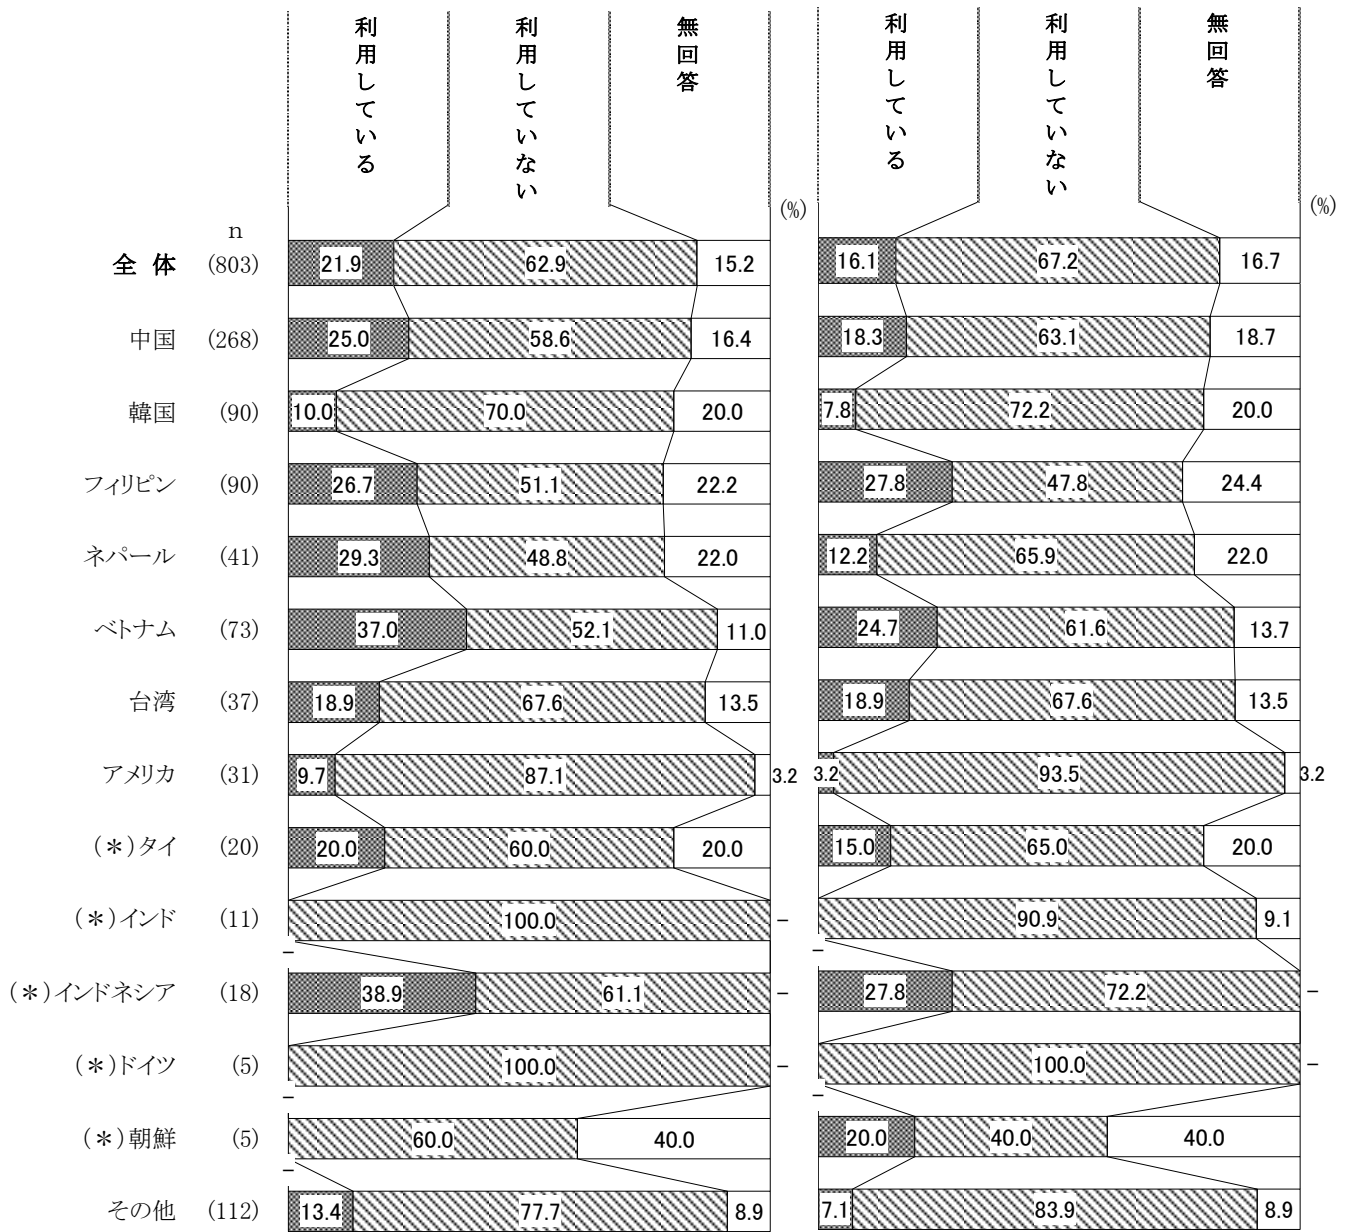 利用している 利用していない 無回答 利用している 利用していない 無回答
(%) (%)
n
全 体 (803) 21.9 62.9 15.2 16.1 67.2 16.7
中国 (268) 25.0 58.6 16.4 18.3 63.1 18.7
韓国 (90) 10.0 70.0 20.0 7.8 72.2 20.0
フィリピン (90) 26.7 51.1 22.2 27.8 47.8 24.4
ネパール (41) 29.3 48.8 22.0 12.2 65.9 22.0
ベトナム (73) 37.0 52.1 11.0 24.7 61.6 13.7
台湾 (37) 18.9 67.6 13.5 18.9 67.6 13.5
アメリカ (31) 9.7 87.1 3.2 3.2 93.5 3.2
(*)タイ (20) 20.0 60.0 20.0 15.0 65.0 20.0
(*)インド (11) 100.0 – 90.9 9.1
– –
(*)インドネシア (18) 38.9 61.1 – 27.8 72.2 –
(*)ドイツ (5) 100.0 – 100.0 –
– –
(*)朝鮮 (5) 60.0 40.0 20.0 40.0 40.0
–
その他 (112) 13.4 77.7 8.9 7.1 83.9 8.9